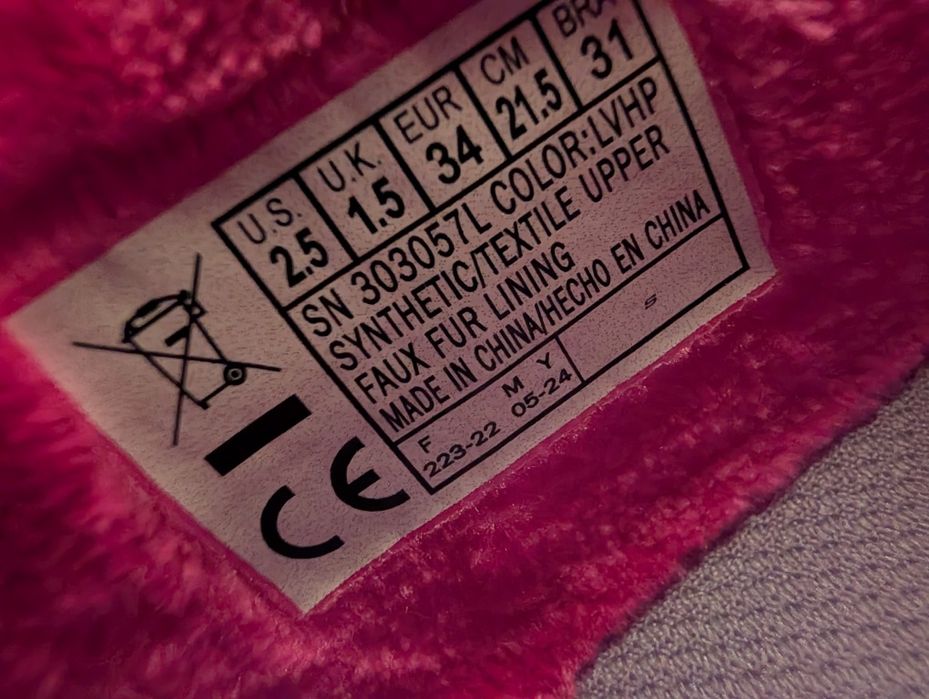 U.S. U.K. EUR CM BRA
2.5 1.5 34 21.5 31
SN 303057L COLOR:LVHP
SYNTHETIC/TEXTILE UPPER
FAUX FUR LINING
MADE IN CHINA/HECHO EN CHINA
F M Y S
223-22 05-24
CE